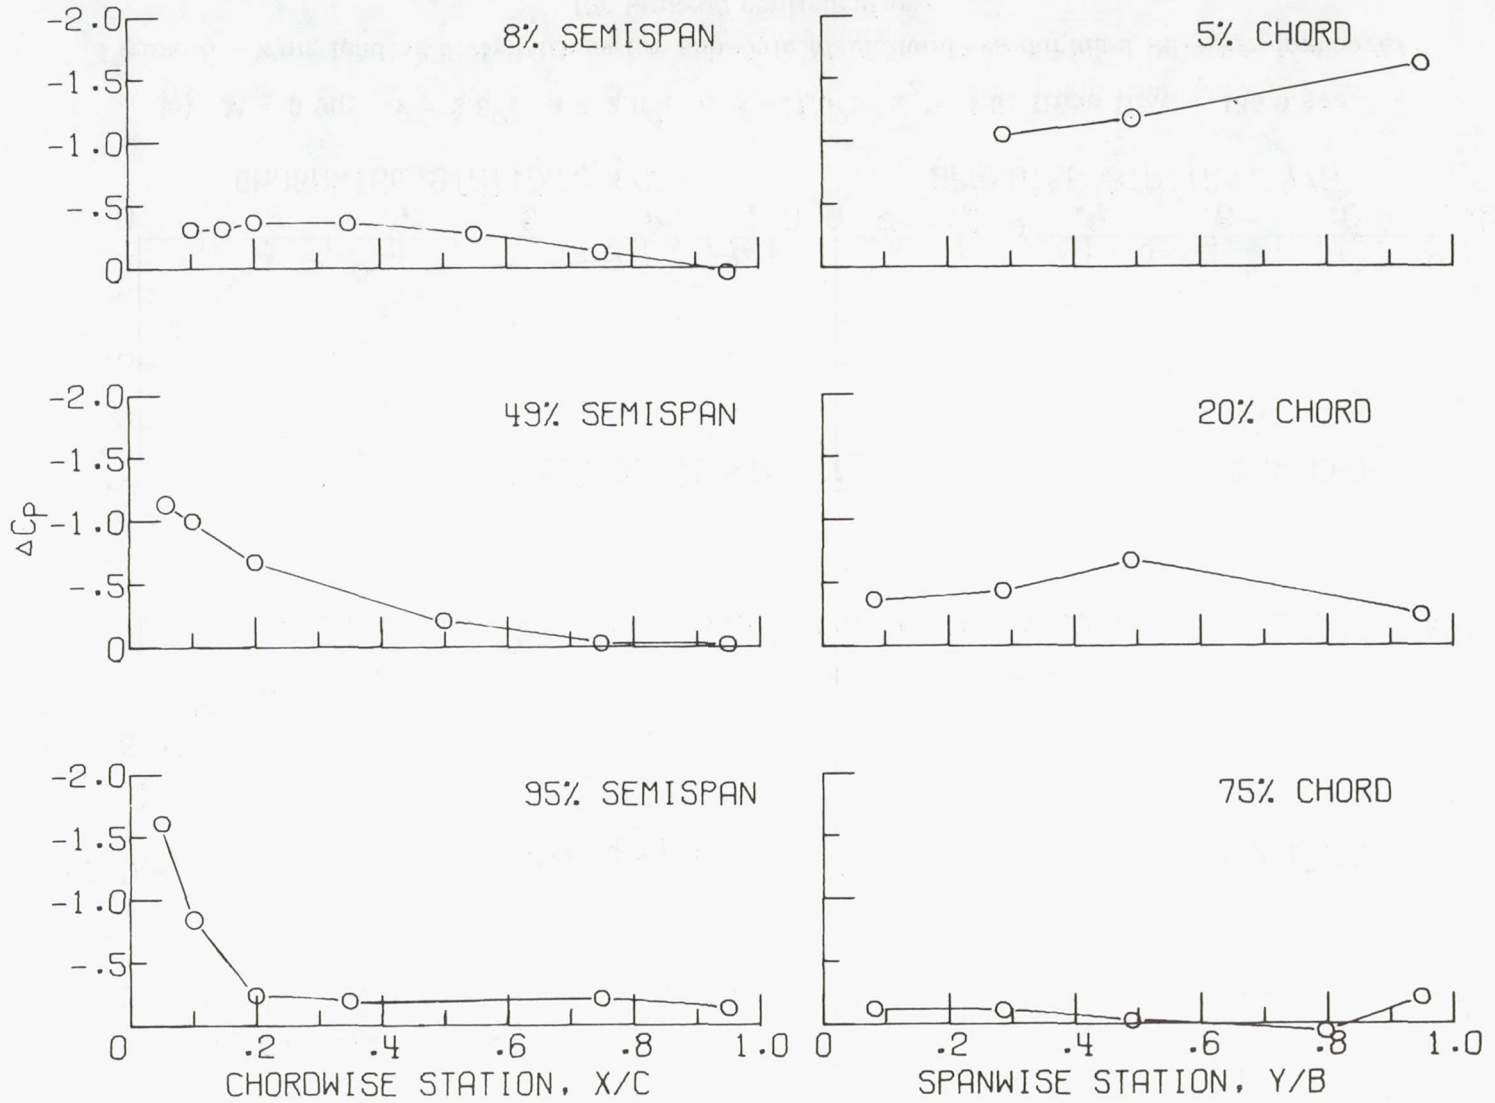 8% SEMISPAN
-2.0
-1.5
-1.0
-.5
0
5% CHORD
49% SEMISPAN
-2.0
-1.5
-1.0
-.5
0
ΔCP
20% CHORD
95% SEMISPAN
-2.0
-1.5
-1.0
-.5
0 .2 .4 .6 .8 1.0
CHORDWISE STATION, X/C
75% CHORD
0 .2 .4 .6 .8 1.0
SPANWISE STATION, Y/B